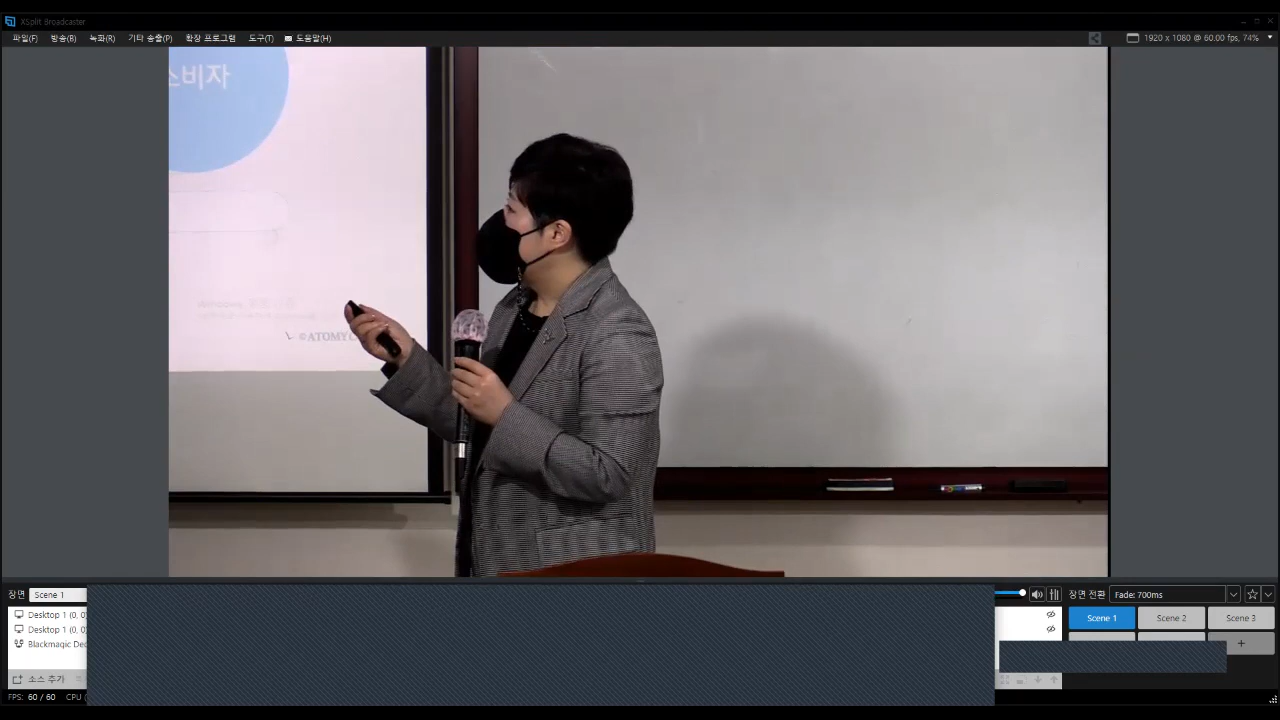 XSplit Broadcaster
파일(F) 방송(B) 녹화(R) 기타 송출(P) 확장 프로그램 도구(T) 도움말(H) 1920 x 1080 @ 60.00 fps, 74%
소비자
©ATOMY
장면 Scene 1 장면 전환 Fade: 700ms
Desktop 1 (0, 0) Scene 1 Scene 2 Scene 3
Desktop 1 (0, 0)
Blackmagic De
소스 추가
FPS: 60 / 60 CPU